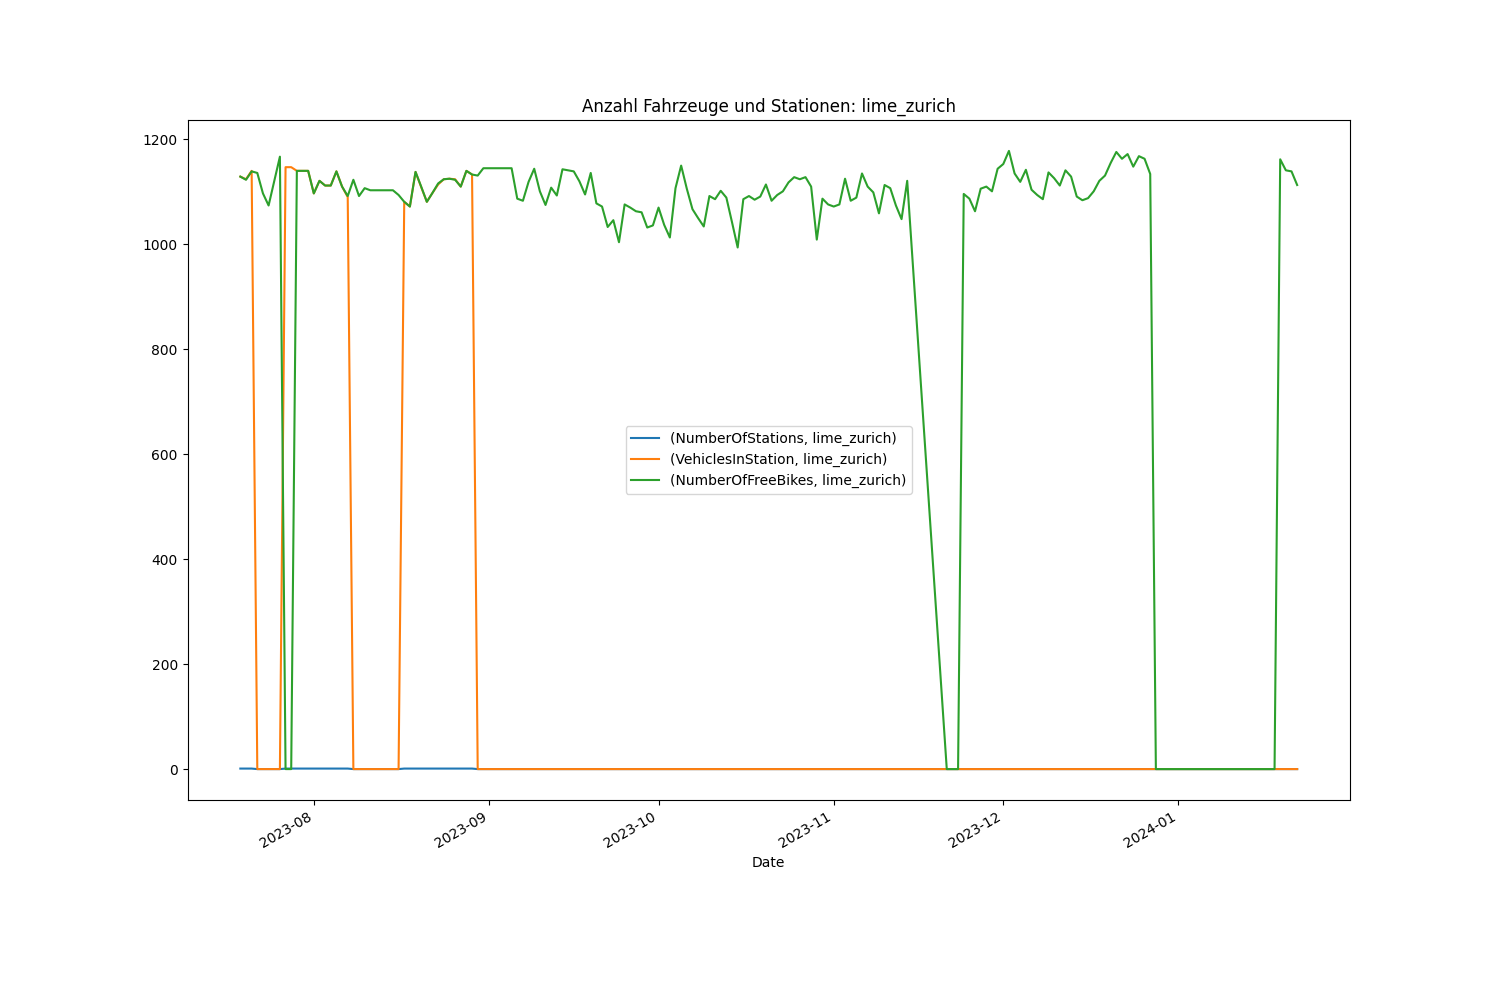 Anzahl Fahrzeuge und Stationen: lime_zurich
1200
1000
800
600
400
200
0
(NumberOfStations, lime_zurich)
(VehiclesInStation, lime_zurich)
(NumberOfFreeBikes, lime_zurich)
2023-08
2023-09
2023-10
2023-11
2023-12
2024-01
Date